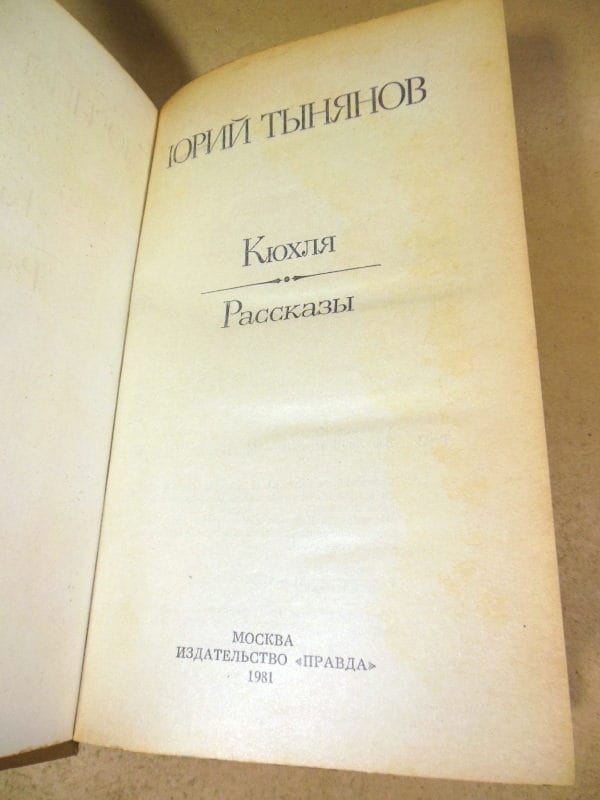 ЮРИЙ ТЫНЯНОВ
Кюхля
Рассказы
МОСКВА
ИЗДАТЕЛЬСТВО «ПРАВДА»
1981